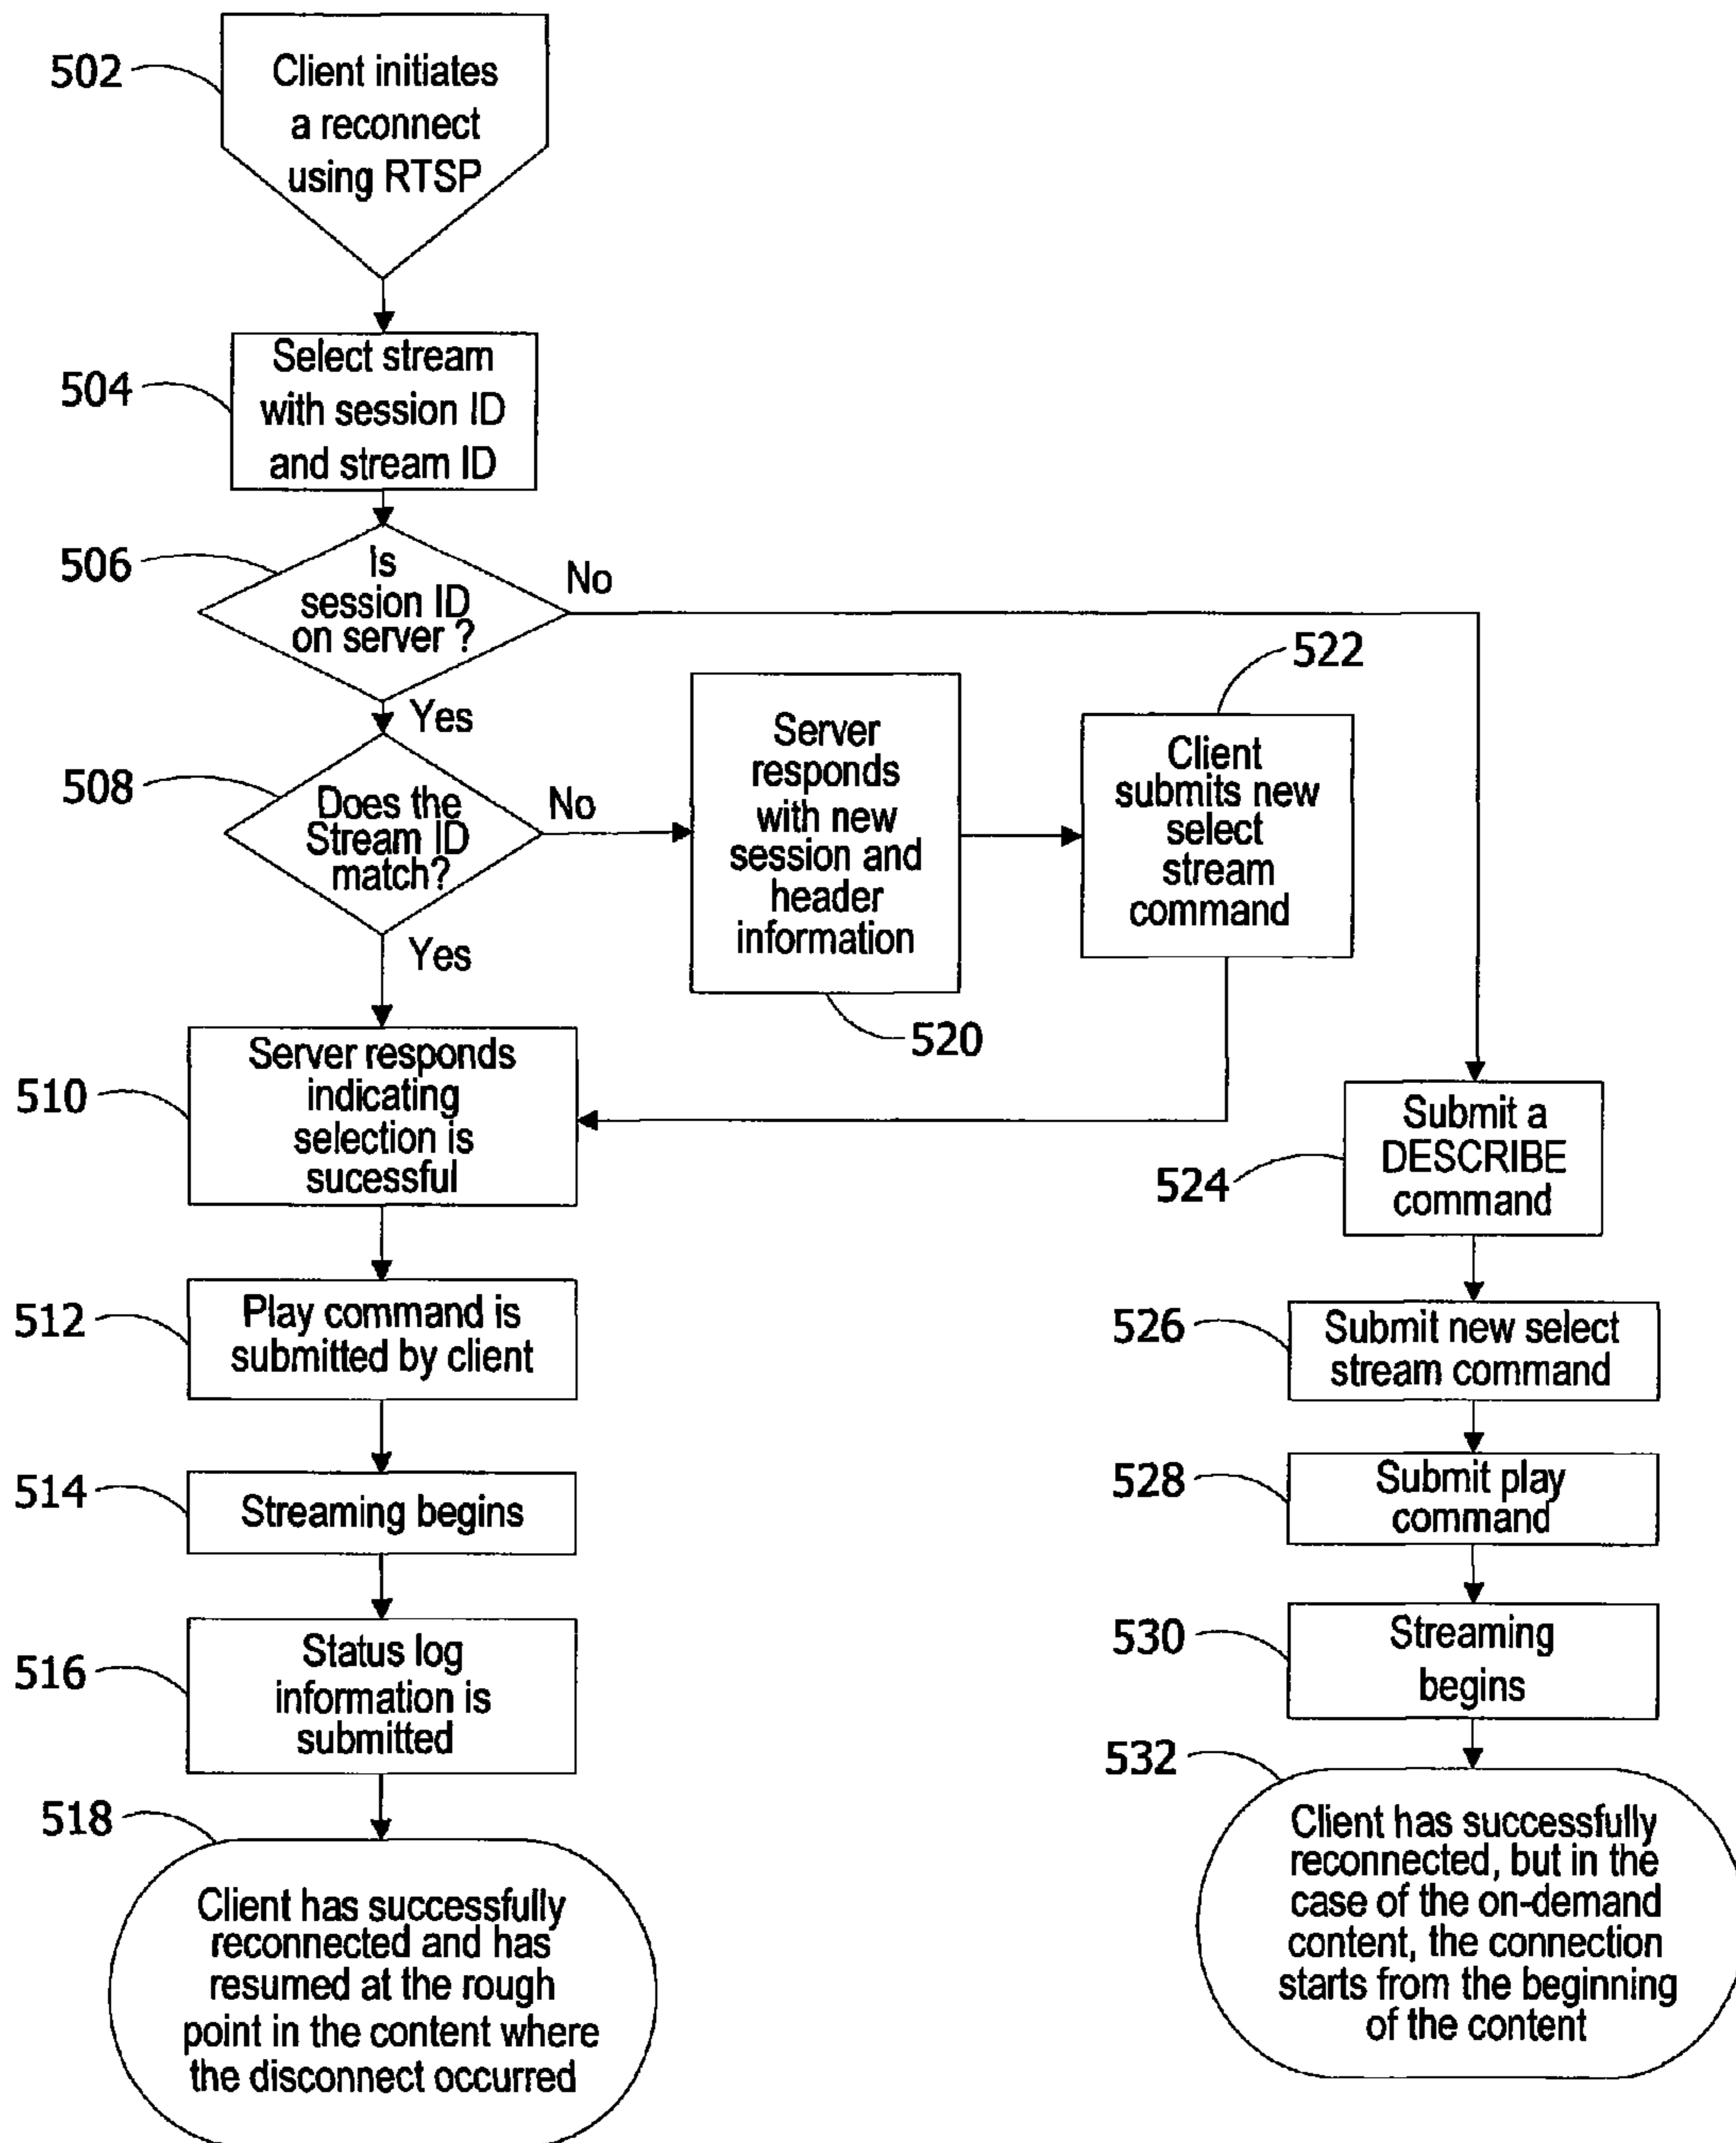 502
Client initiates
a reconnect
using RTSP
504
Select stream
with session ID
and stream ID
506
Is
session ID
on server ?
No
Yes
508
Does the
Stream ID
match?
No
Yes
Server
responds
with new
session and
header
information
520
522
Client
submits new
select
stream
command
510
Server responds
indicating
selection is
sucessful
512
Play command is
submitted by client
514
Streaming begins
516
Status log
information is
submitted
518
Client has successfully
reconnected and has
resumed at the rough
point in the content where
the disconnect occurred
524
Submit a
DESCRIBE
command
526
Submit new select
stream command
528
Submit play
command
530
Streaming
begins
532
Client has successfully
reconnected, but in the
case of the on-demand
content, the connection
starts from the beginning
of the content